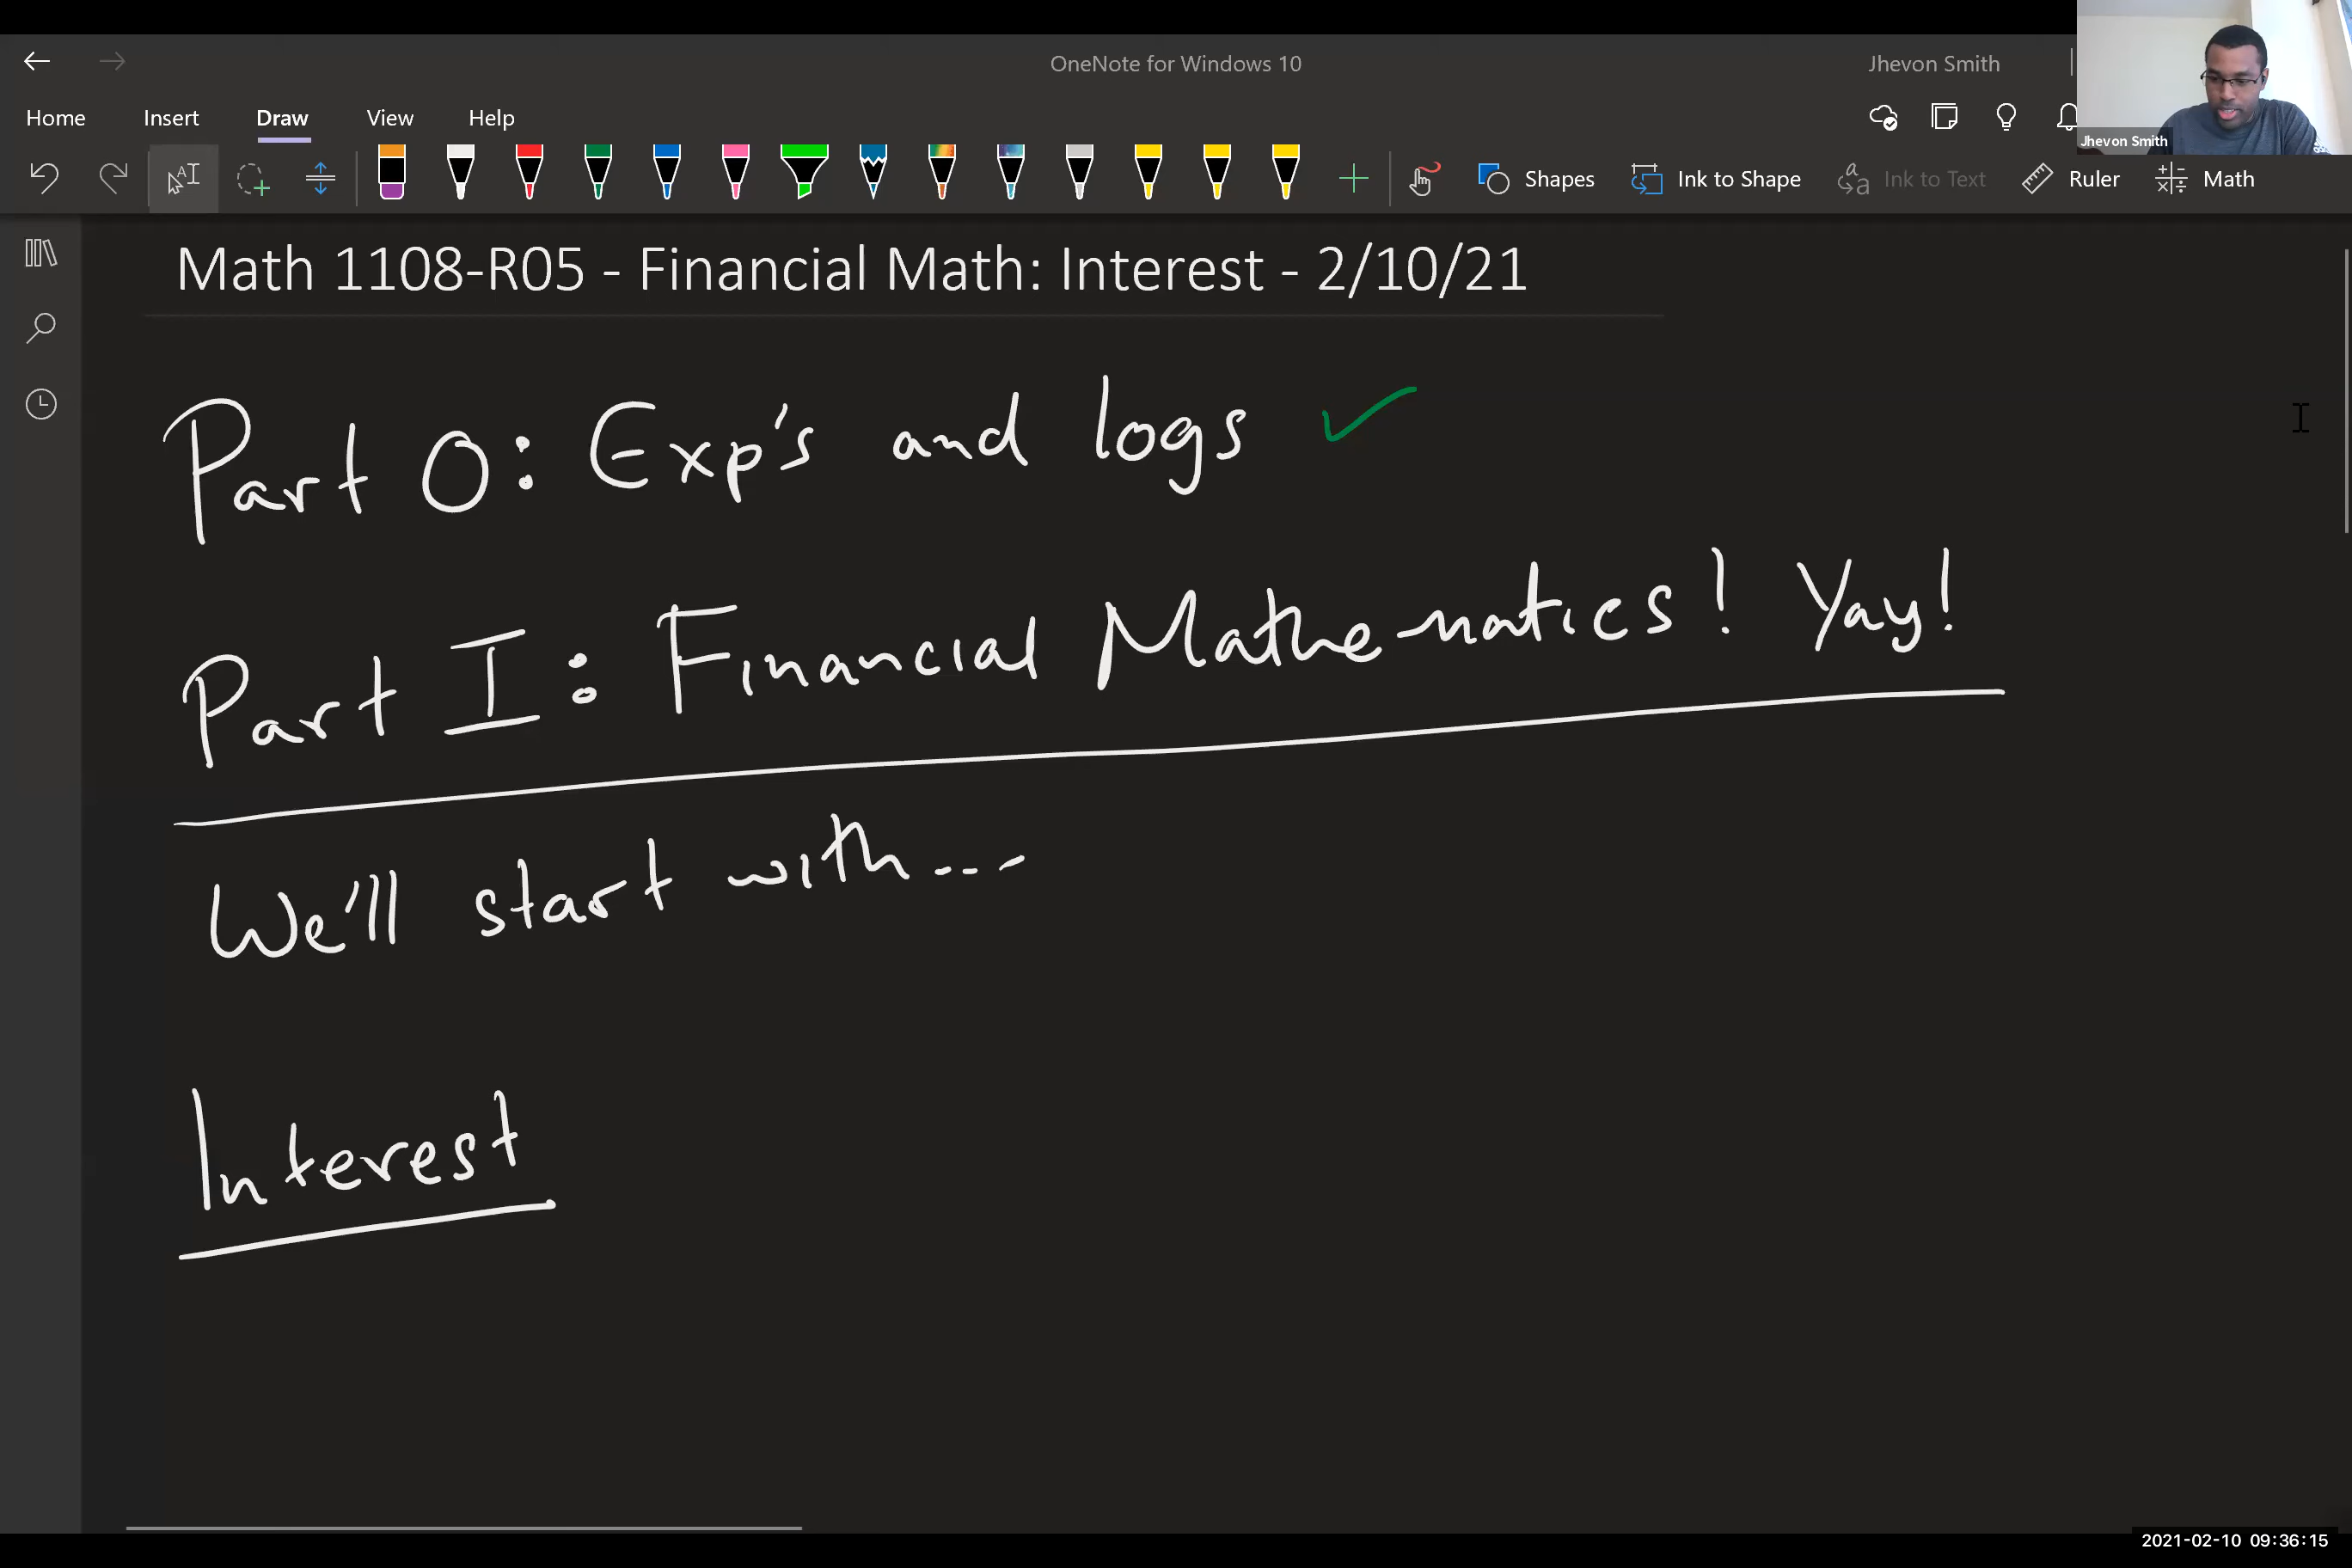 OneNote for Windows 10
Jhevon Smith
Home Insert Draw View Help
Jhevon Smith
Shapes Ink to Shape Ink to Text Ruler Math
Math 1108-R05 - Financial Math: Interest - 2/10/21
Part 0: Exp's and logs ✓
Part I: Financial Mathematics! Yay!
We'll start with...
Interest
2021-02-10 09:36:15